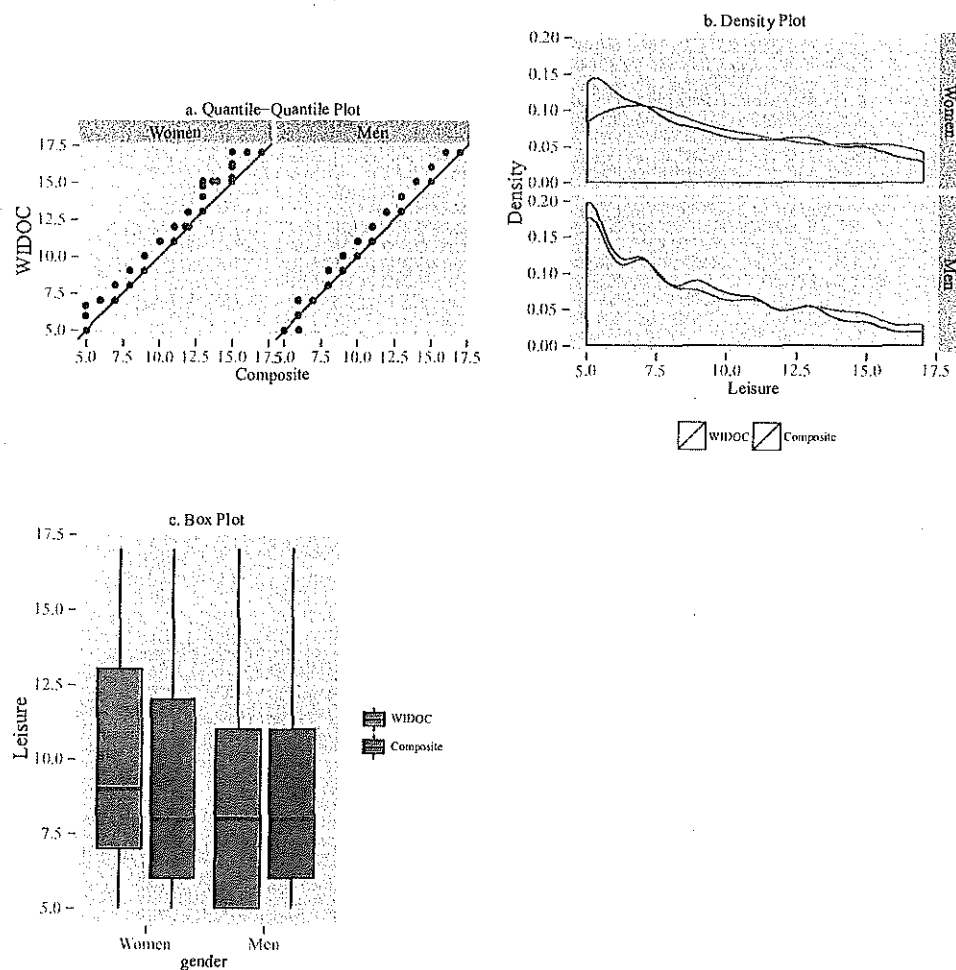 a. Quantile-Quantile Plot
Women
Men
17.5
15.0
12.5
10.0
7.5
5.0
WIDOC
5.0 7.5 10.0 12.5 15.0 17.5 7.5 10.0 12.5 15.0 17.5
Composite
b. Density Plot
0.20
0.15
0.10
0.05
0.00
Women
0.20
0.15
0.10
0.05
0.00
Men
Density
5.0 7.5 10.0 12.5 15.0 17.5
Leisure
WIDOC Composite
c. Box Plot
17.5
15.0
12.5
10.0
7.5
5.0
Leisure
WIDOC
Composite
Women Men
gender